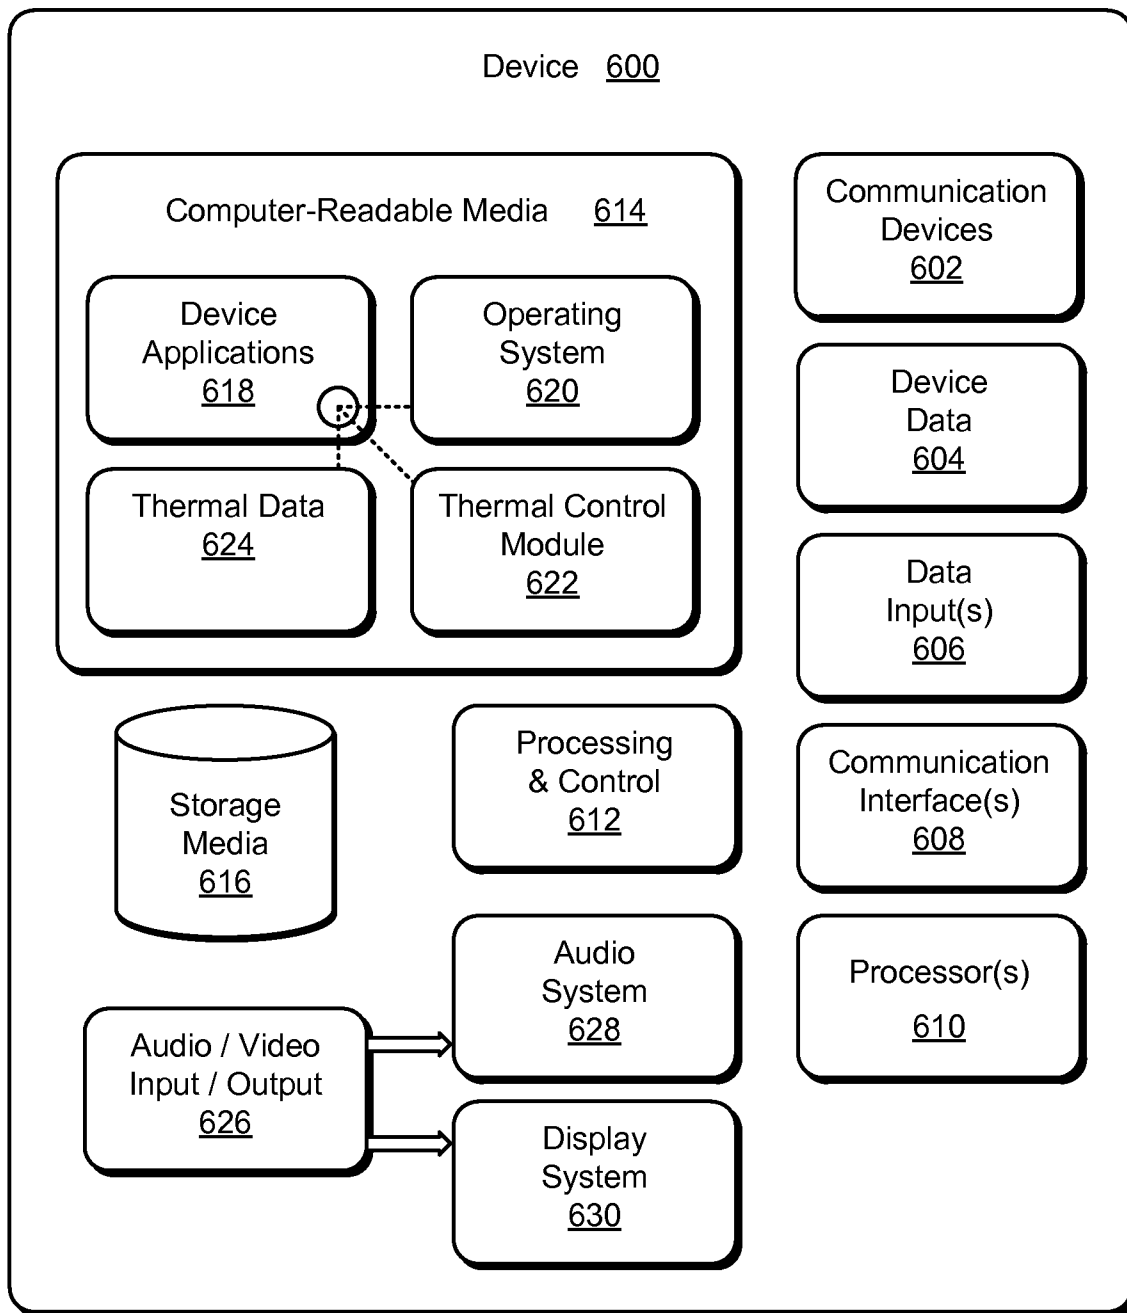 Device 600
Computer-Readable Media 614
Device
Applications
618
Operating
System
620
Thermal Data
624
Thermal Control
Module
622
Communication
Devices
602
Device
Data
604
Data
Input(s)
606
Communication
Interface(s)
608
Processor(s)
610
Storage
Media
616
Processing
& Control
612
Audio / Video
Input / Output
626
Audio
System
628
Display
System
630